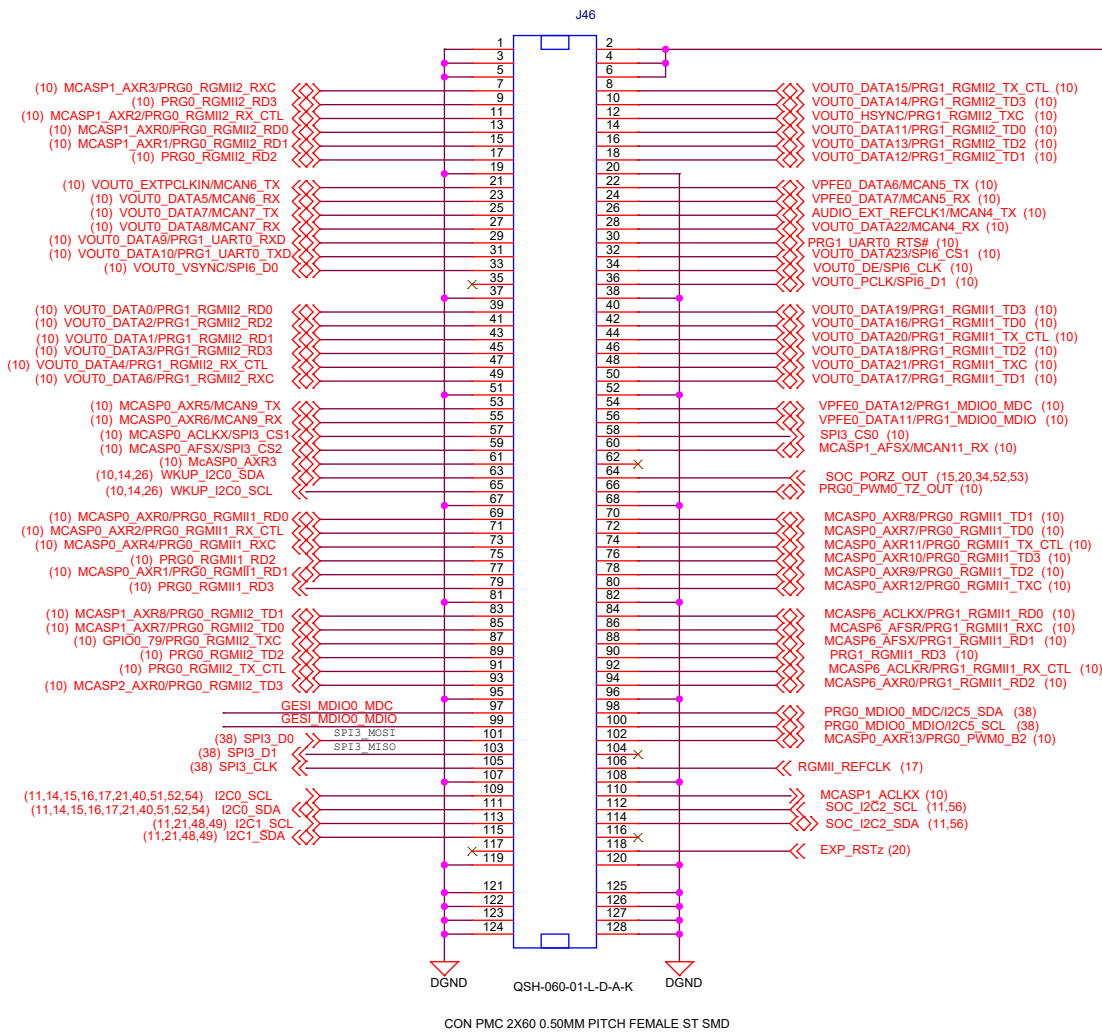 J46
1 2
3 4
5 6
(10) MCASP1_AXR3/PRG0_RGMII2_RXC 7 8 VOUT0_DATA15/PRG1_RGMII2_TX_CTL (10)
(10) PRG0_RGMII2_RD3 9 10 VOUT0_DATA14/PRG1_RGMII2_TD3 (10)
(10) MCASP1_AXR2/PRG0_RGMII2_RX_CTL 11 12 VOUT0_HSYNC/PRG1_RGMII2_TXC (10)
(10) MCASP1_AXR0/PRG0_RGMII2_RD0 13 14 VOUT0_DATA11/PRG1_RGMII2_TD0 (10)
(10) MCASP1_AXR1/PRG0_RGMII2_RD1 15 16 VOUT0_DATA13/PRG1_RGMII2_TD2 (10)
(10) PRG0_RGMII2_RD2 17 18 VOUT0_DATA12/PRG1_RGMII2_TD1 (10)
19 20
(10) VOUT0_EXTPCLKIN/MCAN6_TX 21 22 VPFE0_DATA6/MCAN5_TX (10)
(10) VOUT0_DATA5/MCAN6_RX 23 24 VPFE0_DATA7/MCAN5_RX (10)
(10) VOUT0_DATA7/MCAN7_TX 25 26 AUDIO_EXT_REFCLK1/MCAN4_TX (10)
(10) VOUT0_DATA8/MCAN7_RX 27 28 VOUT0_DATA22/MCAN4_RX (10)
(10) VOUT0_DATA9/PRG1_UART0_RXD 29 30 PRG1_UART0_RTS# (10)
(10) VOUT0_DATA10/PRG1_UART0_TXD 31 32 VOUT0_DATA23/SPI6_CS1 (10)
(10) VOUT0_VSYNC/SPI6_D0 33 34 VOUT0_DE/SPI6_CLK (10)
35 36 VOUT0_PCLK/SPI6_D1 (10)
37 38
(10) VOUT0_DATA0/PRG1_RGMII2_RD0 39 40 VOUT0_DATA19/PRG1_RGMII1_TD3 (10)
(10) VOUT0_DATA2/PRG1_RGMII2_RD2 41 42 VOUT0_DATA16/PRG1_RGMII1_TD0 (10)
(10) VOUT0_DATA1/PRG1_RGMII2_RD1 43 44 VOUT0_DATA20/PRG1_RGMII1_TX_CTL (10)
(10) VOUT0_DATA3/PRG1_RGMII2_RD3 45 46 VOUT0_DATA18/PRG1_RGMII1_TD2 (10)
(10) VOUT0_DATA4/PRG1_RGMII2_RX_CTL 47 48 VOUT0_DATA21/PRG1_RGMII1_TXC (10)
(10) VOUT0_DATA6/PRG1_RGMII2_RXC 49 50 VOUT0_DATA17/PRG1_RGMII1_TD1 (10)
51 52
(10) MCASP0_AXR5/MCAN9_TX 53 54 VPFE0_DATA12/PRG1_MDIO0_MDC (10)
(10) MCASP0_AXR6/MCAN9_RX 55 56 VPFE0_DATA11/PRG1_MDIO0_MDIO (10)
(10) MCASP0_ACLKX/SPI3_CS1 57 58 SPI3_CS0 (10)
(10) MCASP0_AFSX/SPI3_CS2 59 60 MCASP1_AFSX/MCAN11_RX (10)
(10) McASP0_AXR3 61 62
(10,14,26) WKUP_I2C0_SDA 63 64 SOC_PORZ_OUT (15,20,34,52,53)
(10,14,26) WKUP_I2C0_SCL 65 66 PRG0_PWM0_TZ_OUT (10)
67 68
(10) MCASP0_AXR0/PRG0_RGMII1_RD0 69 70 MCASP0_AXR8/PRG0_RGMII1_TD1 (10)
(10) MCASP0_AXR2/PRG0_RGMII1_RX_CTL 71 72 MCASP0_AXR7/PRG0_RGMII1_TD0 (10)
(10) MCASP0_AXR4/PRG0_RGMII1_RXC 73 74 MCASP0_AXR11/PRG0_RGMII1_TX_CTL (10)
(10) PRG0_RGMII1_RD2 75 76 MCASP0_AXR10/PRG0_RGMII1_TD3 (10)
(10) MCASP0_AXR1/PRG0_RGMII1_RD1 77 78 MCASP0_AXR9/PRG0_RGMII1_TD2 (10)
(10) PRG0_RGMII1_RD3 79 80 MCASP0_AXR12/PRG0_RGMII1_TXC (10)
81 82
(10) MCASP1_AXR8/PRG0_RGMII2_TD1 83 84 MCASP6_ACLKX/PRG1_RGMII1_RD0 (10)
(10) MCASP1_AXR7/PRG0_RGMII2_TD0 85 86 MCASP6_AFSR/PRG1_RGMII1_RXC (10)
(10) GPIO0_79/PRG0_RGMII2_TXC 87 88 MCASP6_AFSX/PRG1_RGMII1_RD1 (10)
(10) PRG0_RGMII2_TD2 89 90 PRG1_RGMII1_RD3 (10)
(10) PRG0_RGMII2_TX_CTL 91 92 MCASP6_ACLKR/PRG1_RGMII1_RX_CTL (10)
(10) MCASP2_AXR0/PRG0_RGMII2_TD3 93 94 MCASP6_AXR0/PRG1_RGMII1_RD2 (10)
95 96
GESI_MDIO0_MDC 97 98 PRG0_MDIO0_MDC/I2C5_SDA (38)
GESI_MDIO0_MDIO 99 100 PRG0_MDIO0_MDIO/I2C5_SCL (38)
(38) SPI3_D0 SPI3_MOSI 101 102 MCASP0_AXR13/PRG0_PWM0_B2 (10)
(38) SPI3_D1 SPI3_MISO 103 104
(38) SPI3_CLK 105 106 RGMII_REFCLK (17)
107 108
(11,14,15,16,17,21,40,51,52,54) I2C0_SCL 109 110 MCASP1_ACLKX (10)
(11,14,15,16,17,21,40,51,52,54) I2C0_SDA 111 112 SOC_I2C2_SCL (11,56)
(11,21,48,49) I2C1_SCL 113 114 SOC_I2C2_SDA (11,56)
(11,21,48,49) I2C1_SDA 115 116
117 118 EXP_RSTz (20)
119 120
121 125
122 126
123 127
124 128
DGND QSH-060-01-L-D-A-K DGND
CON PMC 2X60 0.50MM PITCH FEMALE ST SMD